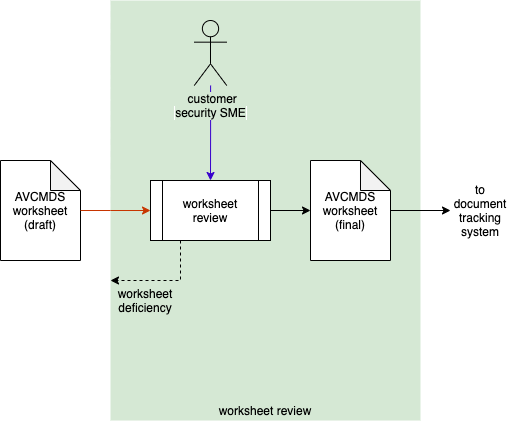 customer
security SME
AVCMDS
worksheet
(draft)
worksheet
review
AVCMDS
worksheet
(final)
to
document
tracking
system
worksheet
deficiency
worksheet review